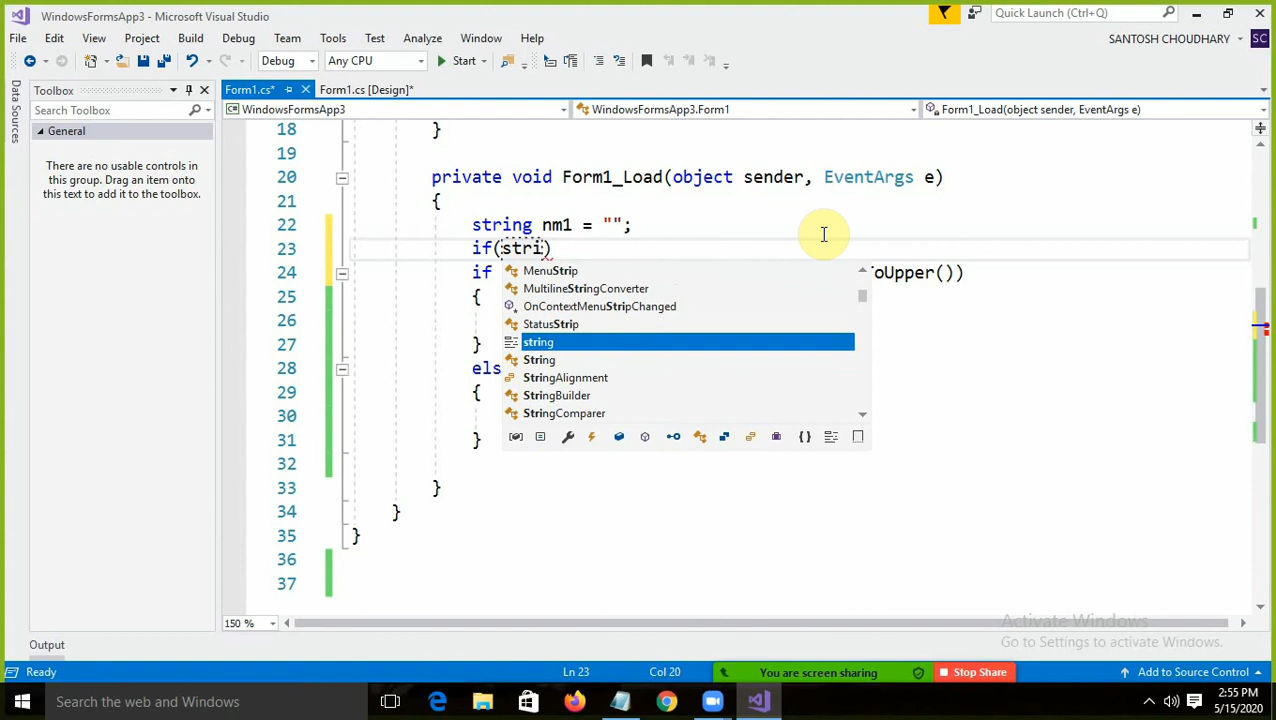 WindowsFormsApp3 - Microsoft Visual Studio
Quick Launch (Ctrl+Q)
File Edit View Project Build Debug Team Tools Test Analyze Window Help
SANTOSH CHOUDHARY SC
Debug Any CPU Start
Toolbox
Form1.cs* Form1.cs [Design]*
Search Toolbox
WindowsFormsApp3 WindowsFormsApp3.Form1 Form1_Load(object sender, EventArgs e)
Data Sources
General
There are no usable controls in
this group. Drag an item onto
this text to add it to the toolbox.
18 }
19
20 private void Form1_Load(object sender, EventArgs e)
21 {
22 string nm1 = "";
23 if(stri)
24 if oUpper())
25 {
26
27 }
28 els
29 {
30
31 }
32
33 }
34 }
35 }
36
37
MenuStrip
MultilineStringConverter
OnContextMenuStripChanged
StatusStrip
string
String
StringAlignment
StringBuilder
StringComparer
150 %
Activate Windows
Go to Settings to activate Windows.
Output
Ready Ln 23 Col 20 You are screen sharing Stop Share Add to Source Control
Search the web and Windows
2:55 PM
5/15/2020